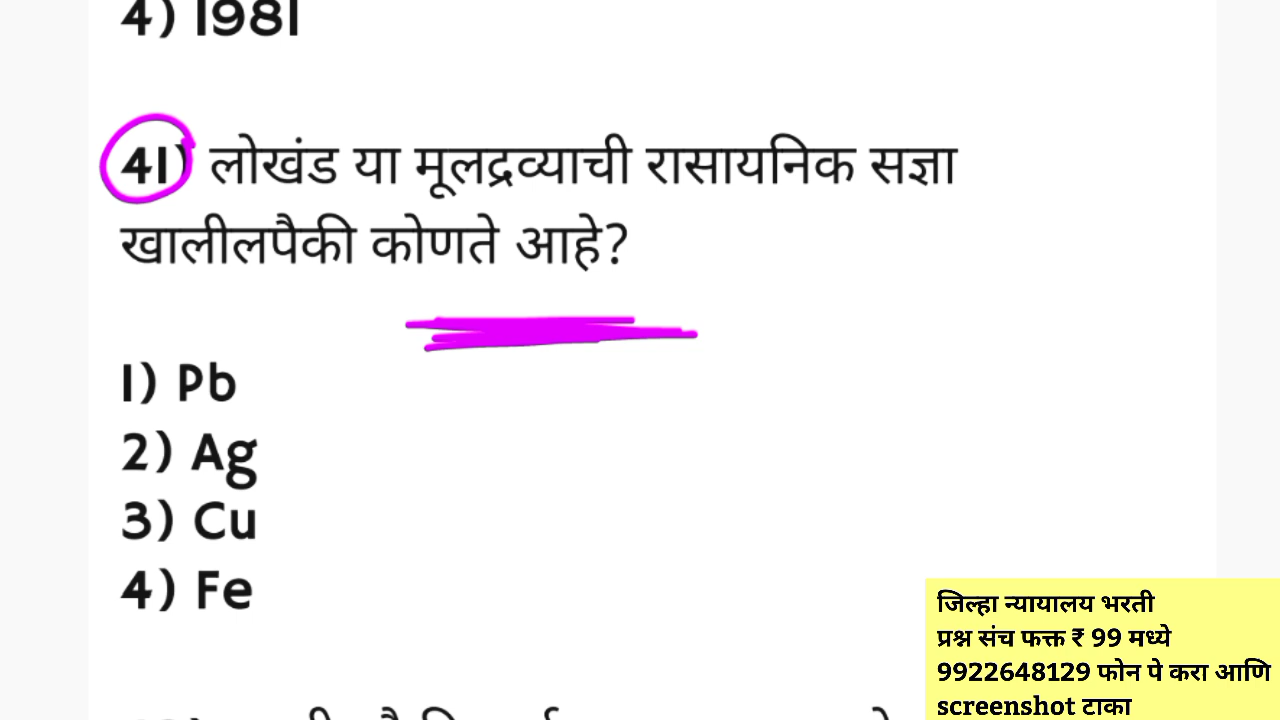 4) 1981
41) लोखंड या मूलद्रव्याची रासायनिक सज्ञा
खालीलपैकी कोणते आहे?
1) Pb
2) Ag
3) Cu
4) Fe
जिल्हा न्यायालय भरती
प्रश्न संच फक्त ₹ 99 मध्ये
9922648129 फोन पे करा आणि
screenshot टाका